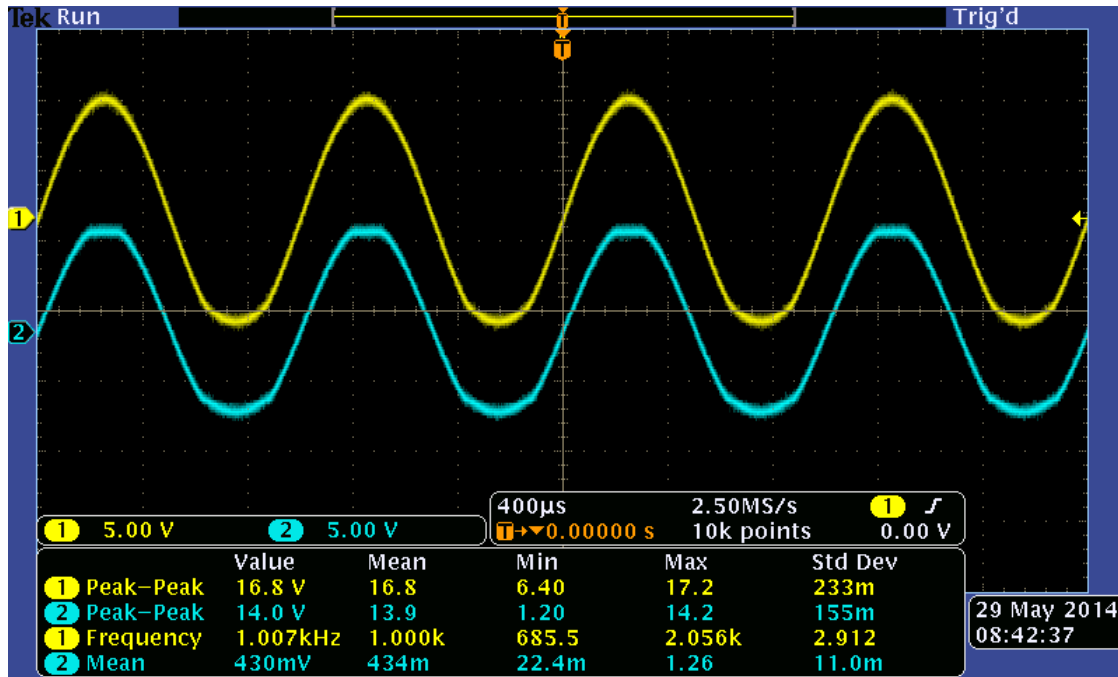 Tek Run Trig'd
T
T
1
2
1 5.00 V 2 5.00 V
400µs 2.50MS/s 1
T→▼0.00000 s 10k points 0.00 V
Value Mean Min Max Std Dev
1 Peak–Peak 16.8 V 16.8 6.40 17.2 233m
2 Peak–Peak 14.0 V 13.9 1.20 14.2 155m
1 Frequency 1.007kHz 1.000k 685.5 2.056k 2.912
2 Mean 430mV 434m 22.4m 1.26 11.0m
29 May 2014
08:42:37